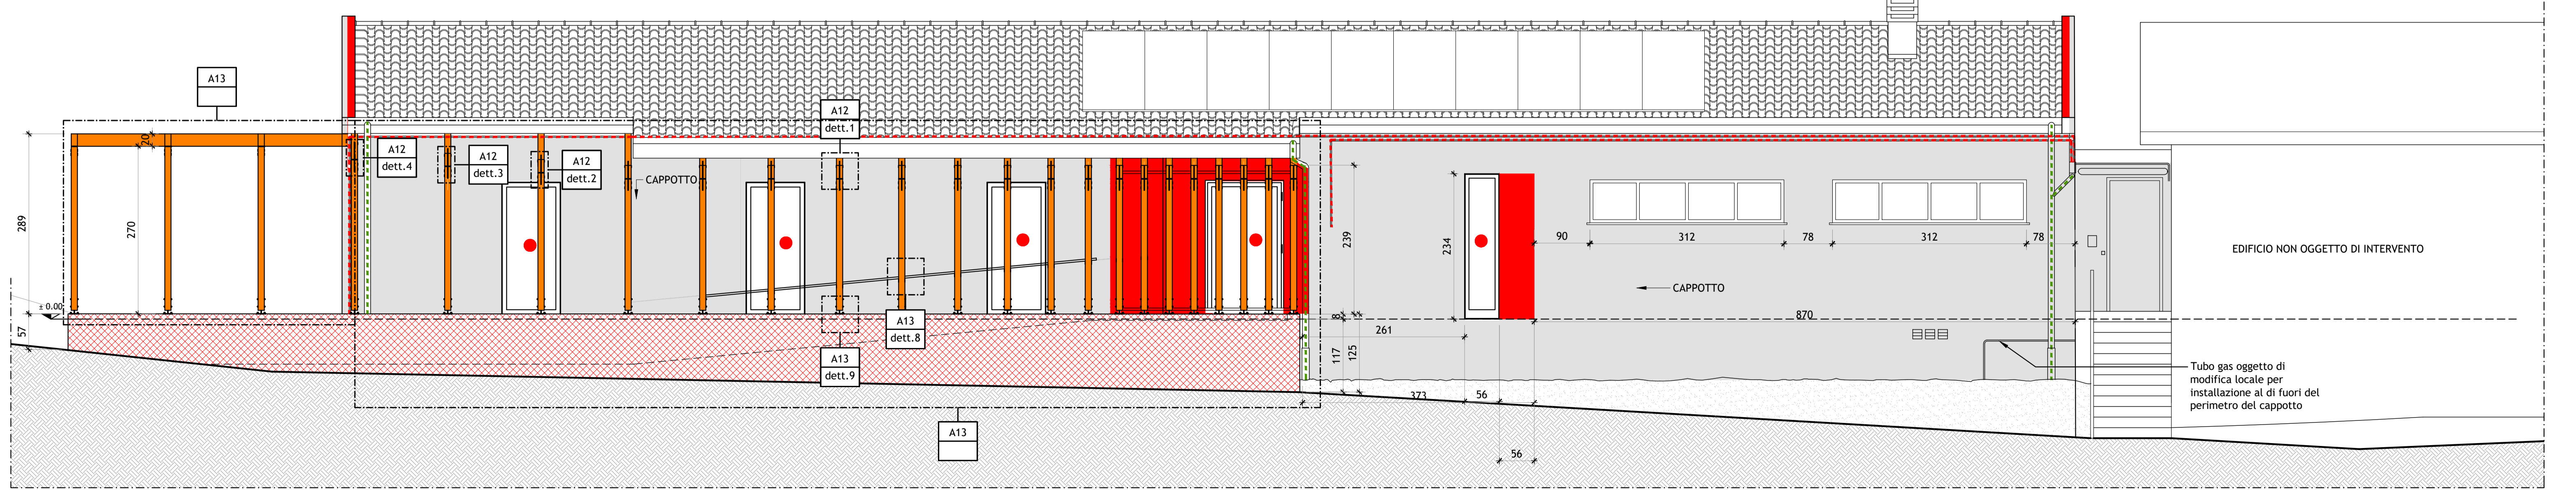 A13
A12
dett.1
20
A12
dett.4
A12
dett.3
A12
dett.2
CAPPOTTO
289
270
239
234
90
312
78
312
78
EDIFICIO NON OGGETTO DI INTERVENTO
CAPPOTTO
± 0.00
57
A13
dett.8
8
870
261
117
125
A13
dett.9
Tubo gas oggetto di
modifica locale per
installazione al di fuori del
perimetro del cappotto
373
56
A13
56